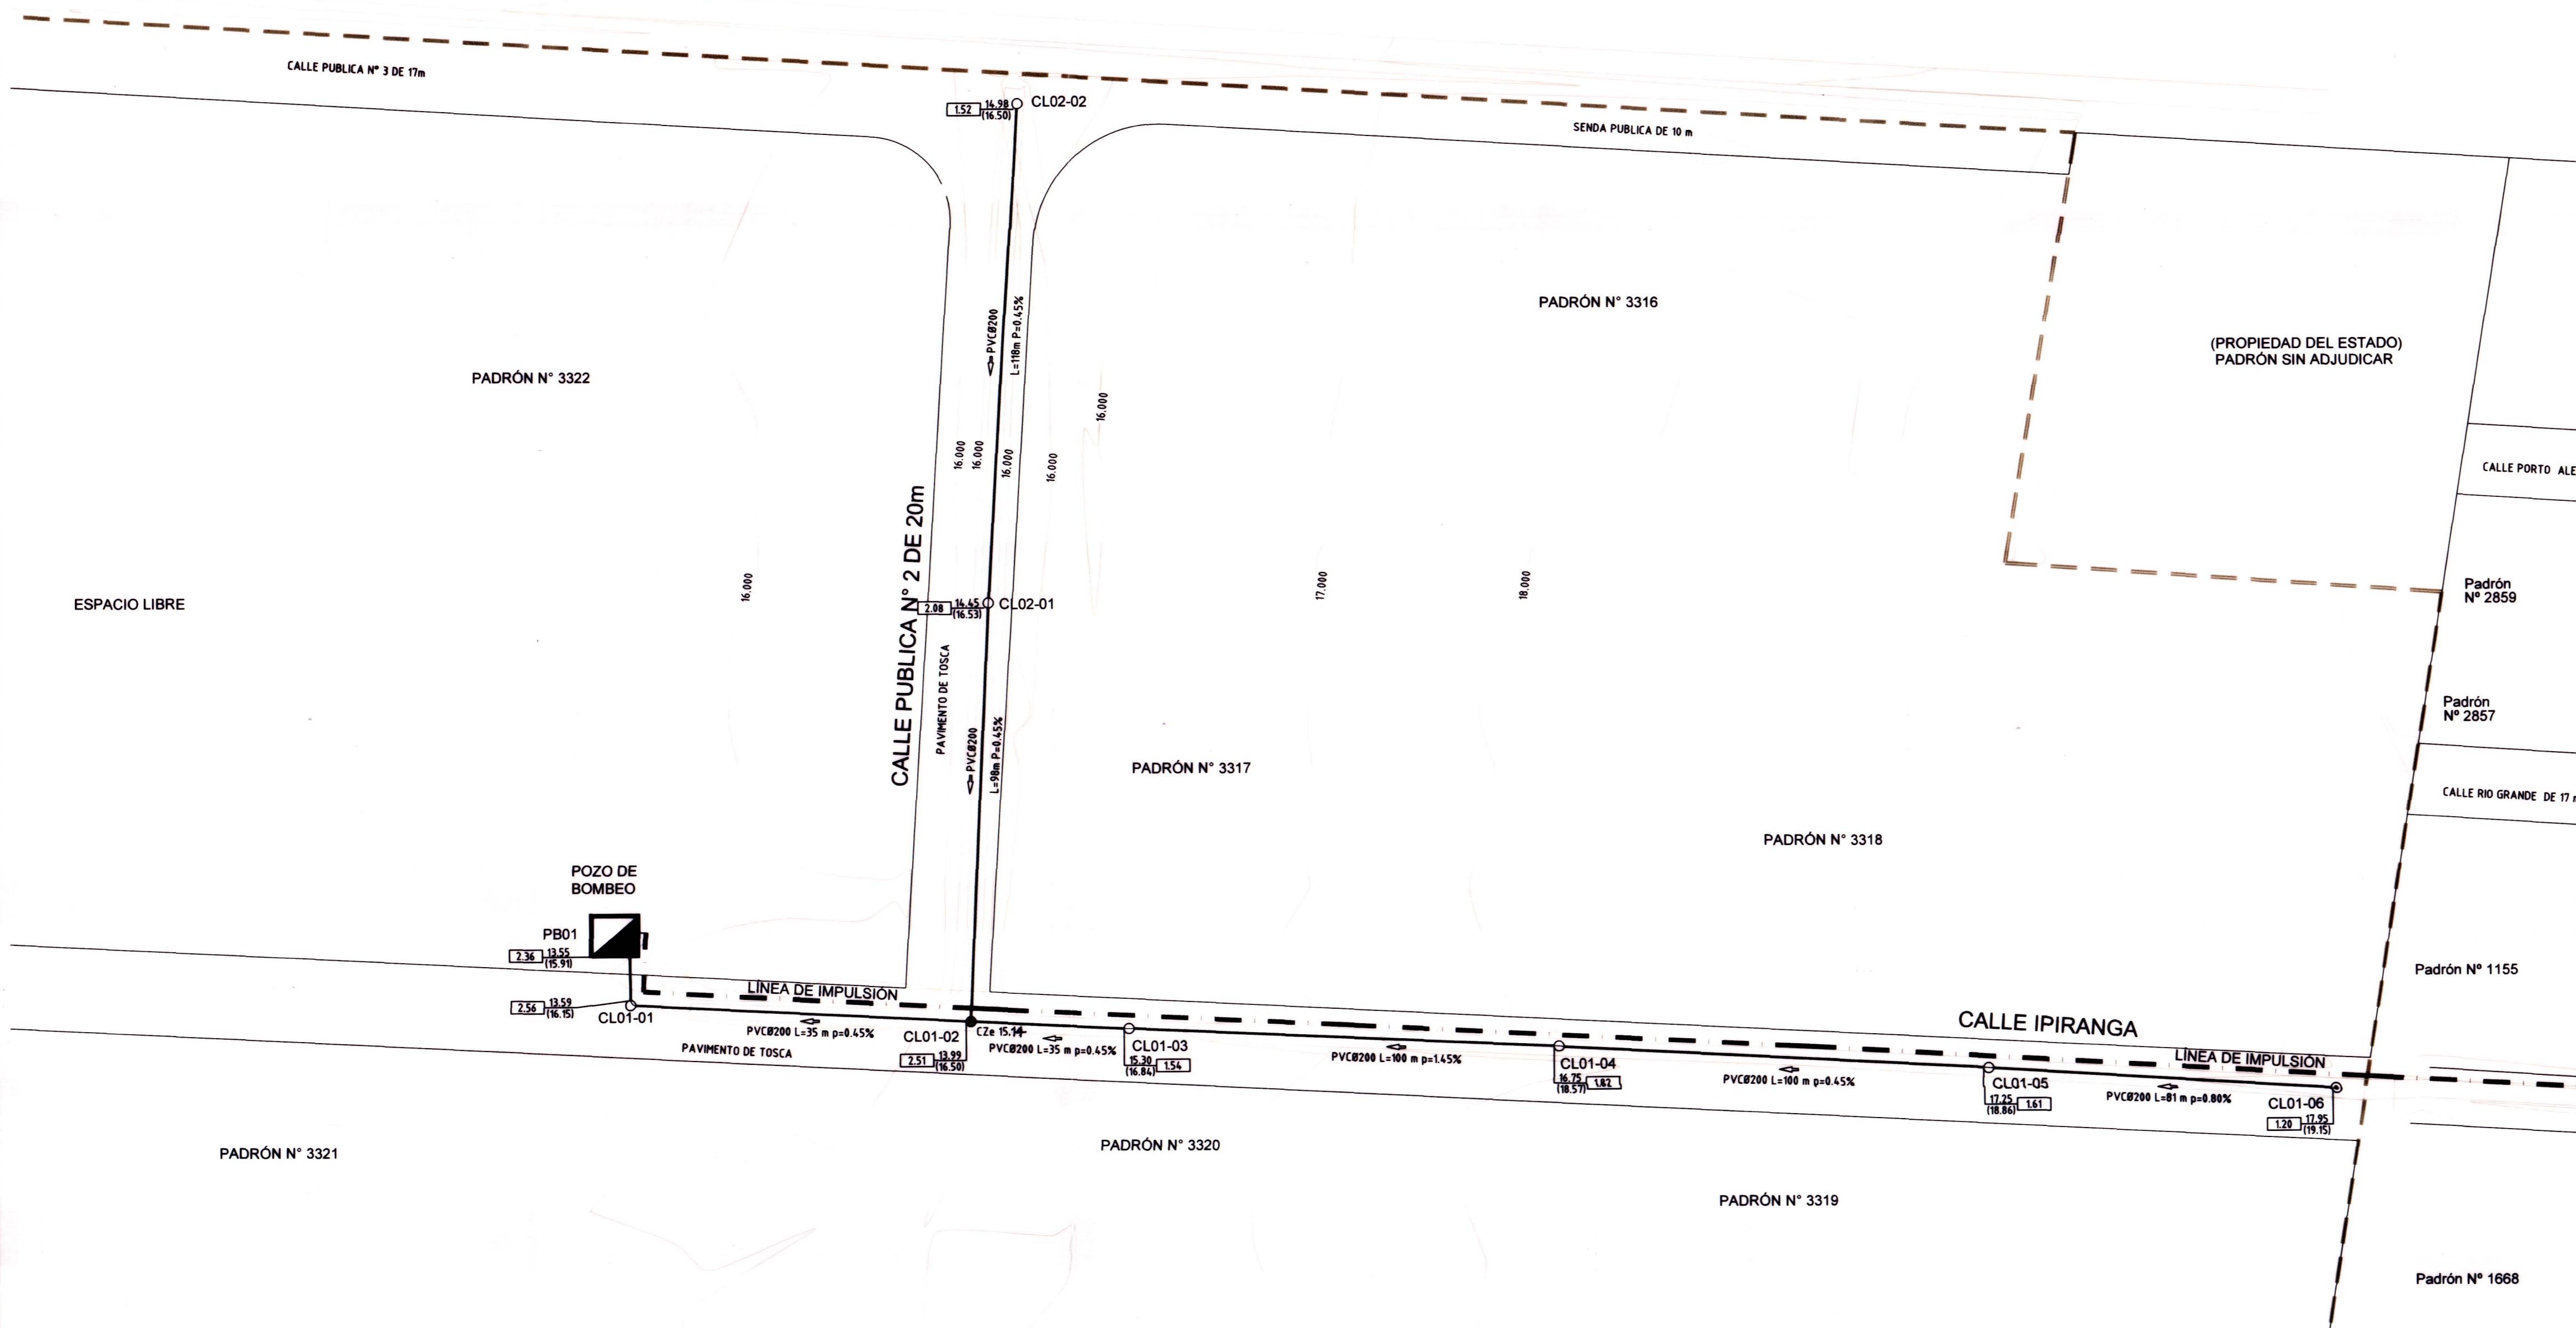 CALLE PUBLICA Nº 3 DE 17m
1.52 14.98
(16.50)
CL02-02
SENDA PUBLICA DE 10 m
PADRÓN N° 3316
(PROPIEDAD DEL ESTADO)
PADRÓN SIN ADJUDICAR
PADRÓN N° 3322
PVCØ200
L=118m P=0.45%
16.000
16.000
16.000
16.000
16.000
CALLE PORTO ALE
CALLE PUBLICA N° 2 DE 20m
16.000
17.000
18.000
ESPACIO LIBRE
2.08 14.45
(16.53)
CL02-01
Padrón
Nº 2859
PAVIMENTO DE TOSCA
PVCØ200
L=98m P=0.45%
Padrón
Nº 2857
PADRÓN N° 3317
CALLE RIO GRANDE DE 17 m
PADRÓN N° 3318
POZO DE
BOMBEO
PB01
2.36 13.55
(15.91)
Padrón Nº 1155
LÍNEA DE IMPULSIÓN
2.56 13.59
(16.15)
CL01-01
PVCØ200 L=35 m p=0.45%
PAVIMENTO DE TOSCA
CL01-02
2.51 13.99
(16.50)
CZe 15.14
PVCØ200 L=35 m p=0.45%
CL01-03
15.30
(16.84) 1.54
PVCØ200 L=100 m p=1.45%
CL01-04
16.75
(18.57) 1.82
PVCØ200 L=100 m p=0.45%
CALLE IPIRANGA
LÍNEA DE IMPULSIÓN
CL01-05
17.25
(18.86) 1.61
PVCØ200 L=81 m p=0.80%
CL01-06
1.20 17.95
(19.15)
PADRÓN N° 3321
PADRÓN N° 3320
PADRÓN N° 3319
Padrón Nº 1668